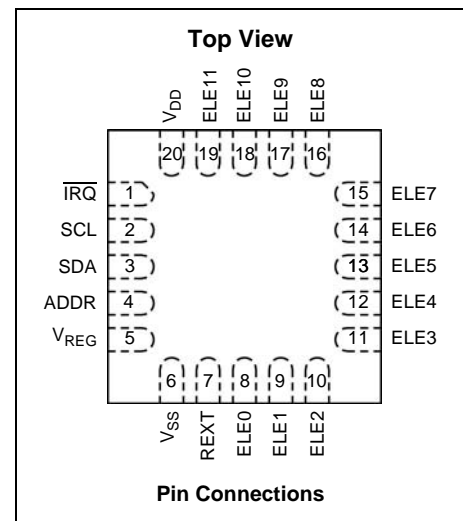 Top View
VDD ELE11 ELE10 ELE9 ELE8
20 19 18 17 16
IRQ 1 15 ELE7
SCL 2 14 ELE6
SDA 3 13 ELE5
ADDR 4 12 ELE4
VREG 5 11 ELE3
6 7 8 9 10
VSS REXT ELE0 ELE1 ELE2
Pin Connections